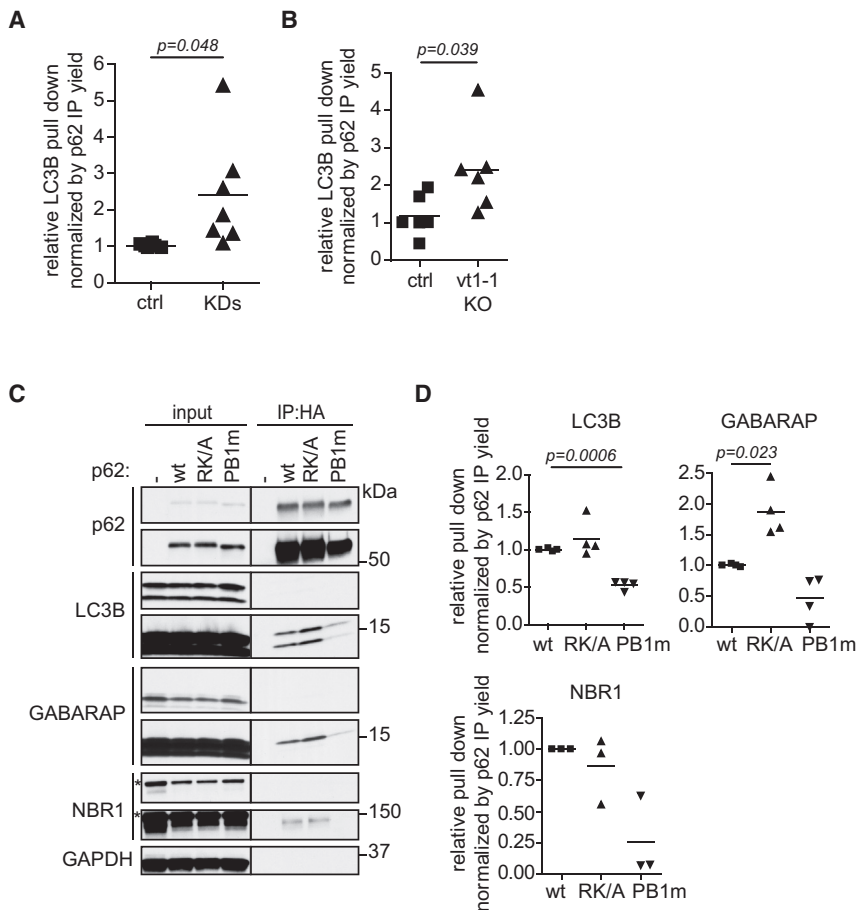 A
p=0.048
relative LC3B pull down
normalized by p62 IP yield
6
5
4
3
2
1
0
ctrl KDs
B
p=0.039
relative LC3B pull down
normalized by p62 IP yield
5
4
3
2
1
0
ctrl vt1-1
KO
C
input IP:HA
p62: - wt RK/A PB1m - wt RK/A PB1m
kDa
p62
50
LC3B
15
GABARAP
15
*
NBR1
*
150
GAPDH
37
D
LC3B
p=0.0006
relative pull down
normalized by p62 IP yield
2.0
1.5
1.0
0.5
0.0
wt RK/A PB1m
GABARAP
p=0.023
2.5
2.0
1.5
1.0
0.5
0.0
wt RK/A PB1m
NBR1
relative pull down
normalized by p62 IP yield
1.25
1.00
0.75
0.50
0.25
0.00
wt RK/A PB1m